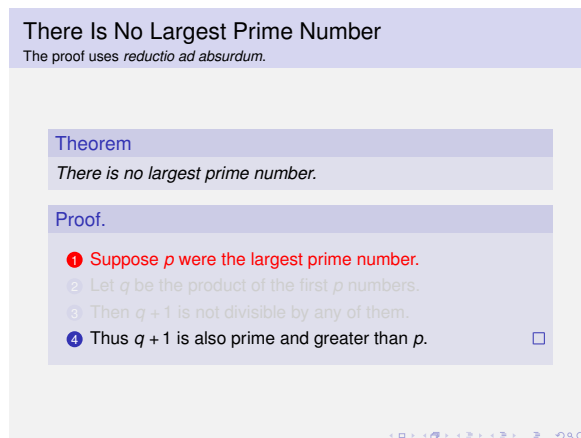 There Is No Largest Prime Number
The proof uses reductio ad absurdum.
Theorem
There is no largest prime number.
Proof.
1 Suppose p were the largest prime number.
2 Let q be the product of the first p numbers.
3 Then q + 1 is not divisible by any of them.
4 Thus q + 1 is also prime and greater than p.